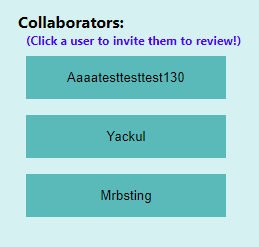 Collaborators:
(Click a user to invite them to review!)
Aaaatesttesttest130
Yackul
Mrbsting